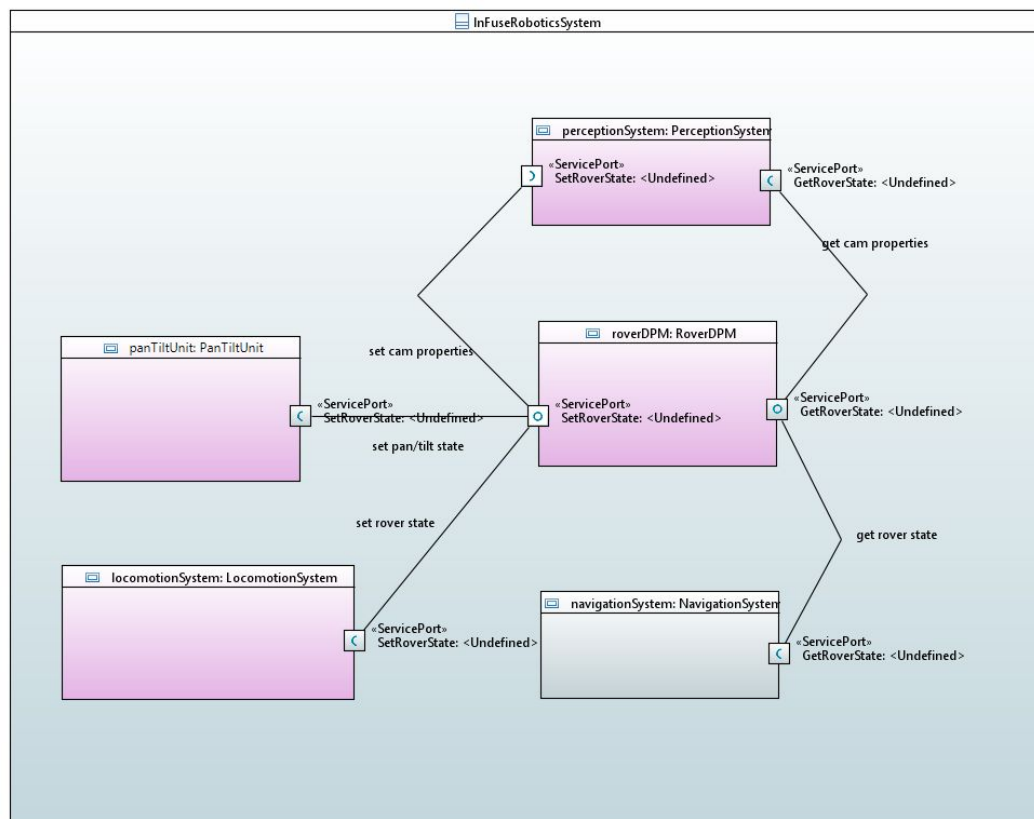 InFuseRoboticsSystem
perceptionSystem: PerceptionSystem
«ServicePort»
SetRoverState: <Undefined>
«ServicePort»
GetRoverState: <Undefined>
get cam properties
set cam properties
roverDPM: RoverDPM
panTiltUnit: PanTiltUnit
«ServicePort»
SetRoverState: <Undefined>
«ServicePort»
SetRoverState: <Undefined>
«ServicePort»
GetRoverState: <Undefined>
set pan/tilt state
set rover state
get rover state
locomotionSystem: LocomotionSystem
«ServicePort»
SetRoverState: <Undefined>
navigationSystem: NavigationSystem
«ServicePort»
GetRoverState: <Undefined>